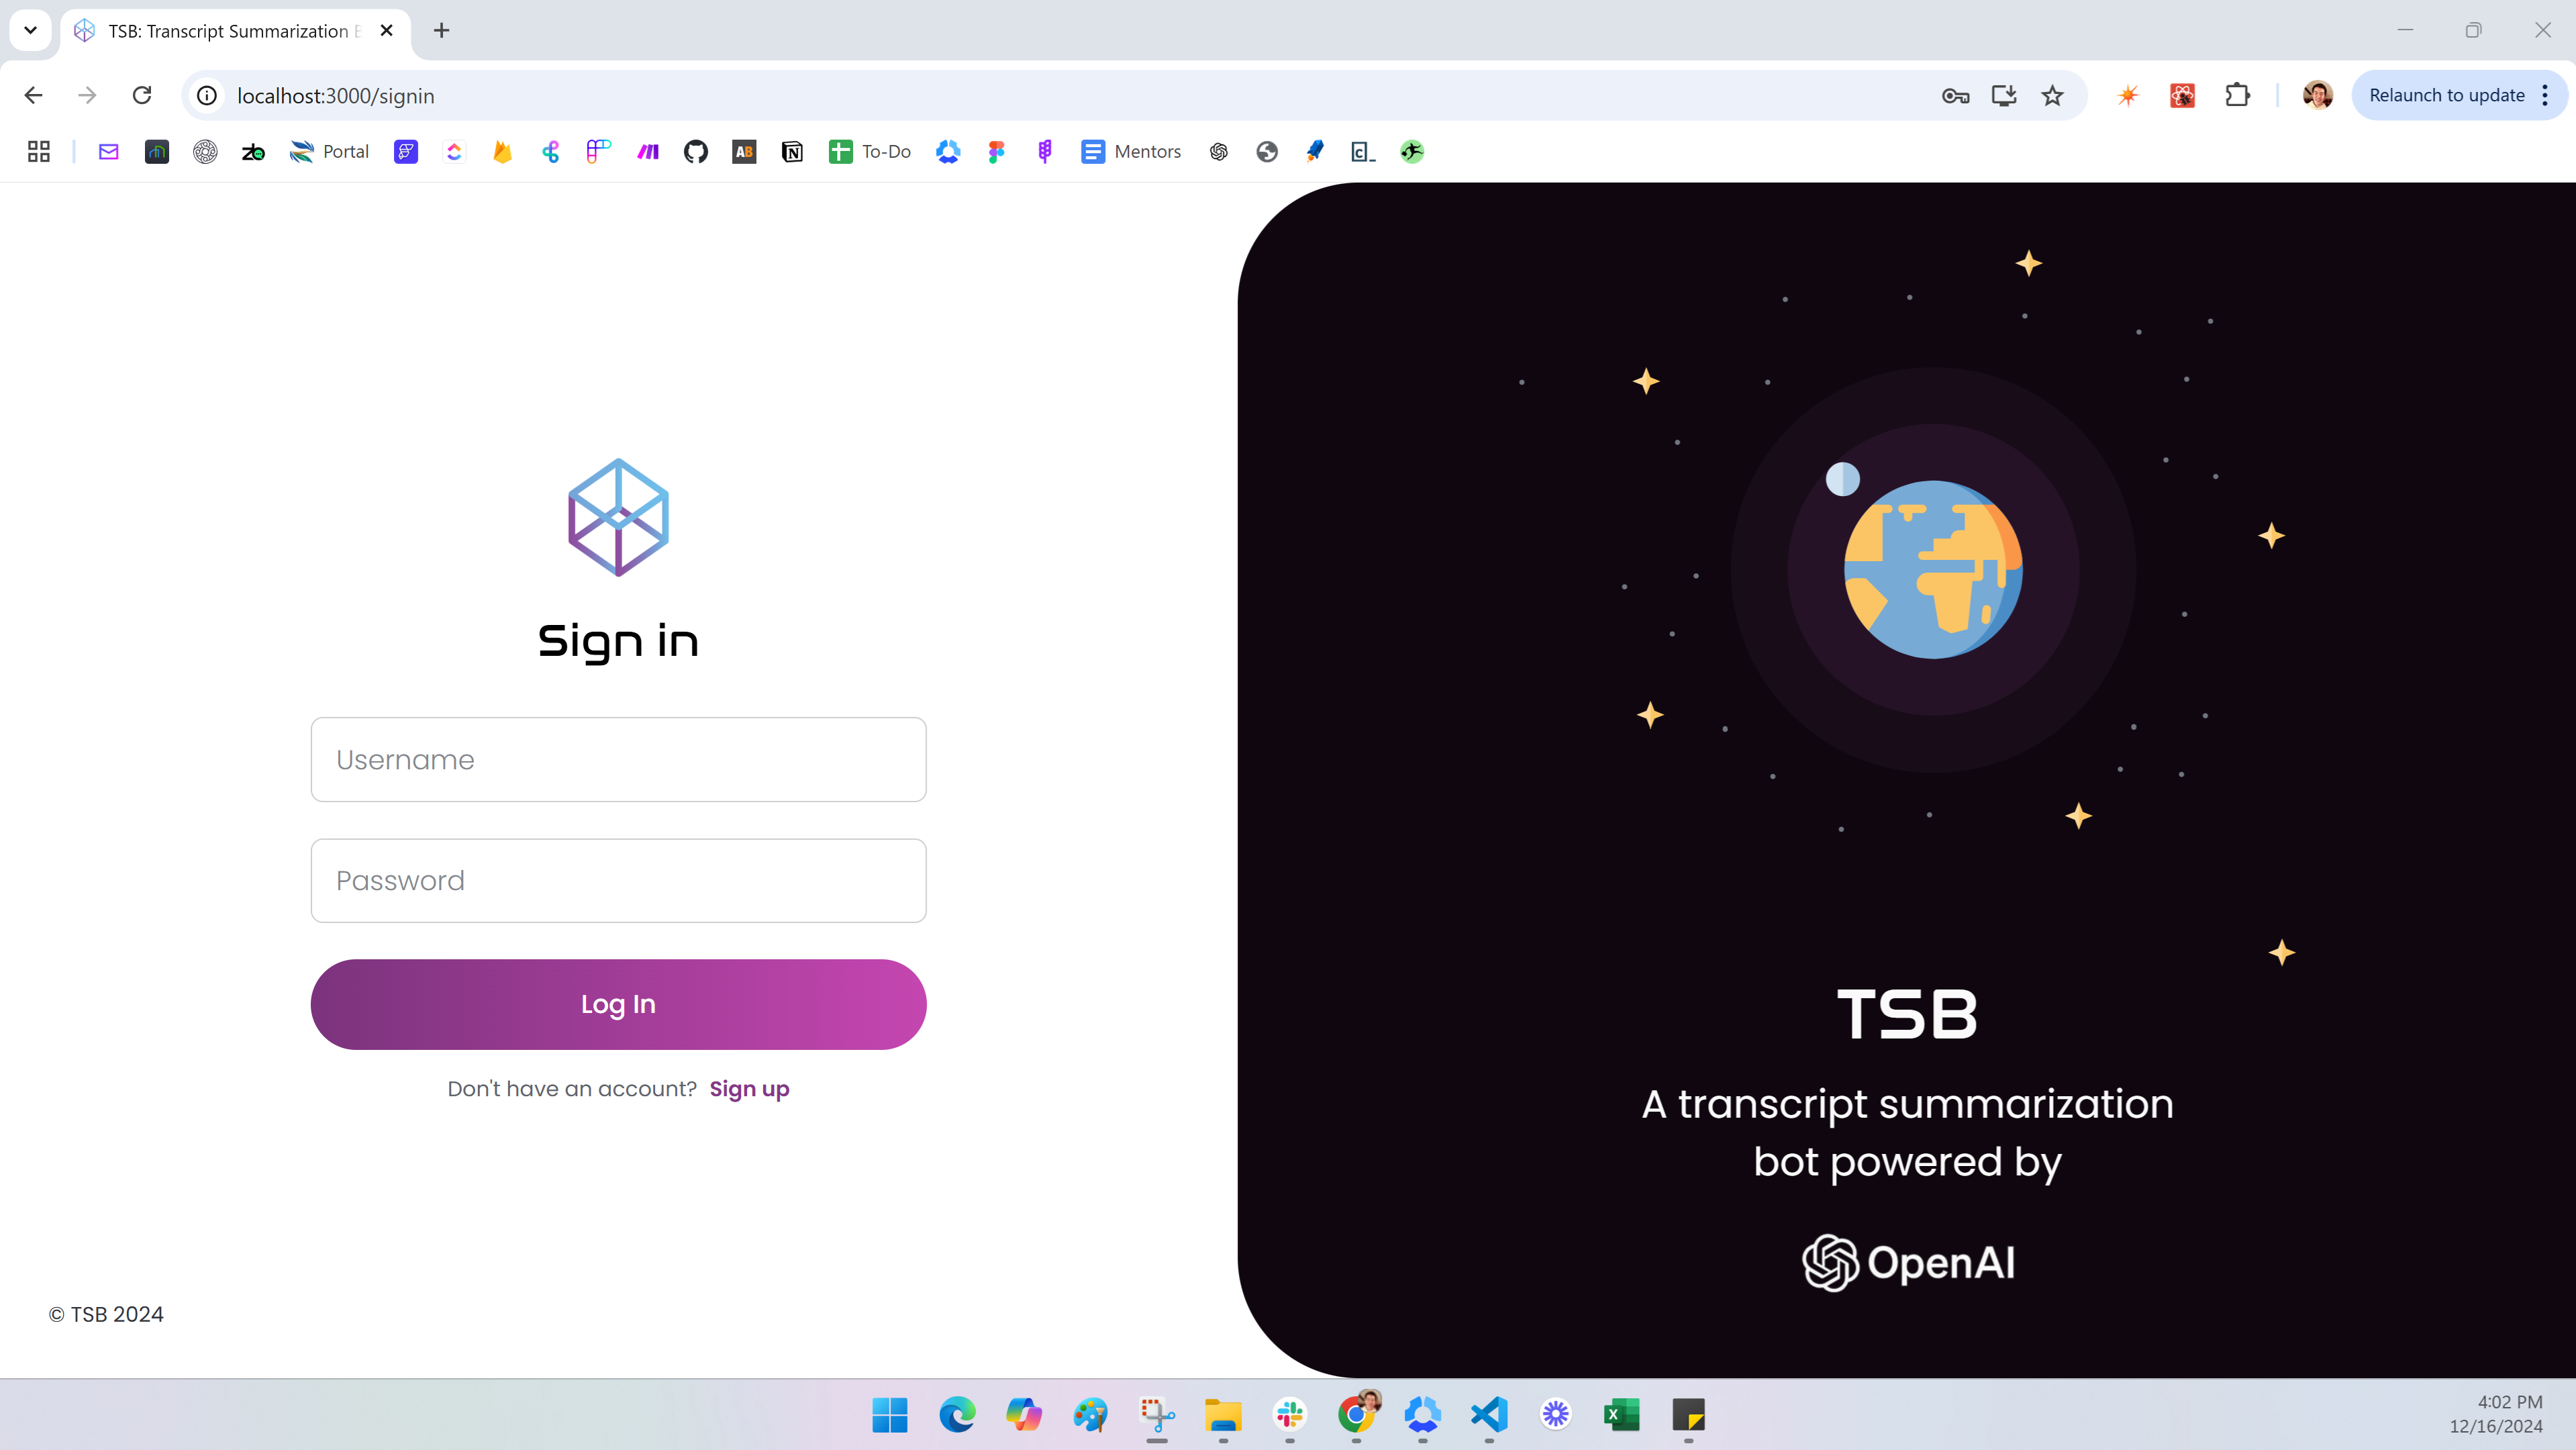 TSB: Transcript Summarization
localhost:3000/signin
Relaunch to update
Portal
AB
To-Do
Mentors
Sign in
Username
Password
Log In
Don't have an account? Sign up
© TSB 2024
TSB
A transcript summarization
bot powered by
OpenAI
4:02 PM
12/16/2024